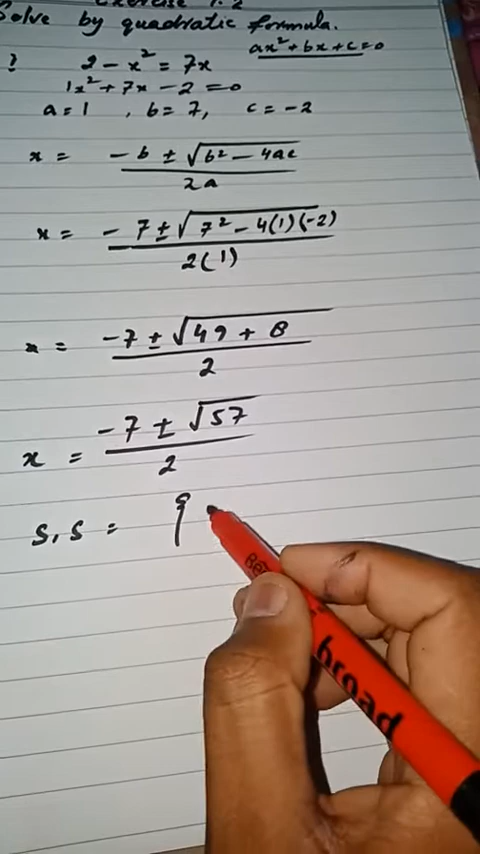 Exercise 1.2
Solve by quadratic formula.
ax² + bx + c = 0
? 2 - x² = 7x
1x² + 7x - 2 = 0
a = 1 , b = 7, c = -2
x = -b ± √b² - 4ac / 2a
x = -7 ± √7² - 4(1)(-2) / 2(1)
x = -7 ± √49 + 8 / 2
x = -7 ± √57 / 2
S.S = {
broad